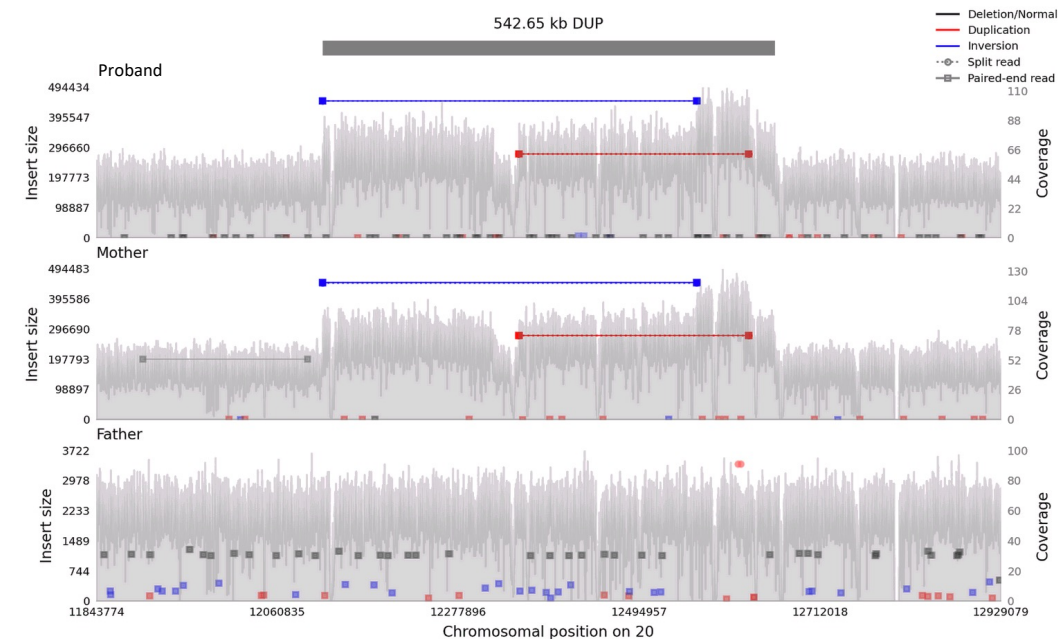 542.65 kb DUP
Deletion/Normal
Duplication
Inversion
Split read
Paired-end read
Proband
494434
395547
296660
197773
98887
0
Insert size
110
88
66
44
22
0
Coverage
Mother
494483
395586
296690
197793
98897
0
Insert size
130
104
78
52
26
0
Coverage
Father
3722
2978
2233
1489
744
0
Insert size
100
80
60
40
20
0
Coverage
11843774 12060835 12277896 12494957 12712018 12929079
Chromosomal position on 20